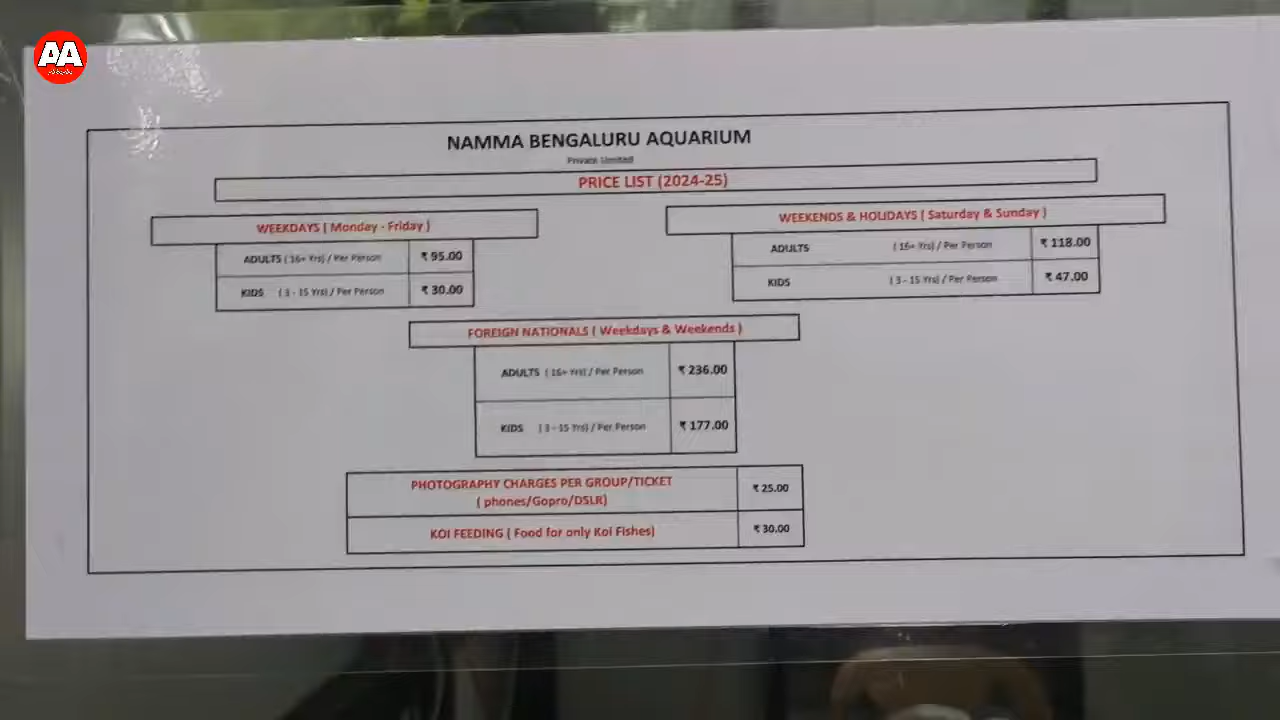 AA
NAMMA BENGALURU AQUARIUM
Private Limited
PRICE LIST (2024-25)
WEEKDAYS ( Monday - Friday )
ADULTS ( 16+ Yrs) / Per Person ₹ 95.00
KIDS ( 3 - 15 Yrs) / Per Person ₹ 30.00
WEEKENDS & HOLIDAYS ( Saturday & Sunday )
ADULTS ( 16+ Yrs) / Per Person ₹ 118.00
KIDS ( 3 - 15 Yrs) / Per Person ₹ 47.00
FOREIGN NATIONALS ( Weekdays & Weekends )
ADULTS ( 16+ Yrs) / Per Person ₹ 236.00
KIDS ( 3 - 15 Yrs) / Per Person ₹ 177.00
PHOTOGRAPHY CHARGES PER GROUP/TICKET
( phones/Gopro/DSLR) ₹ 25.00
KOI FEEDING ( Food for only Koi Fishes) ₹ 30.00